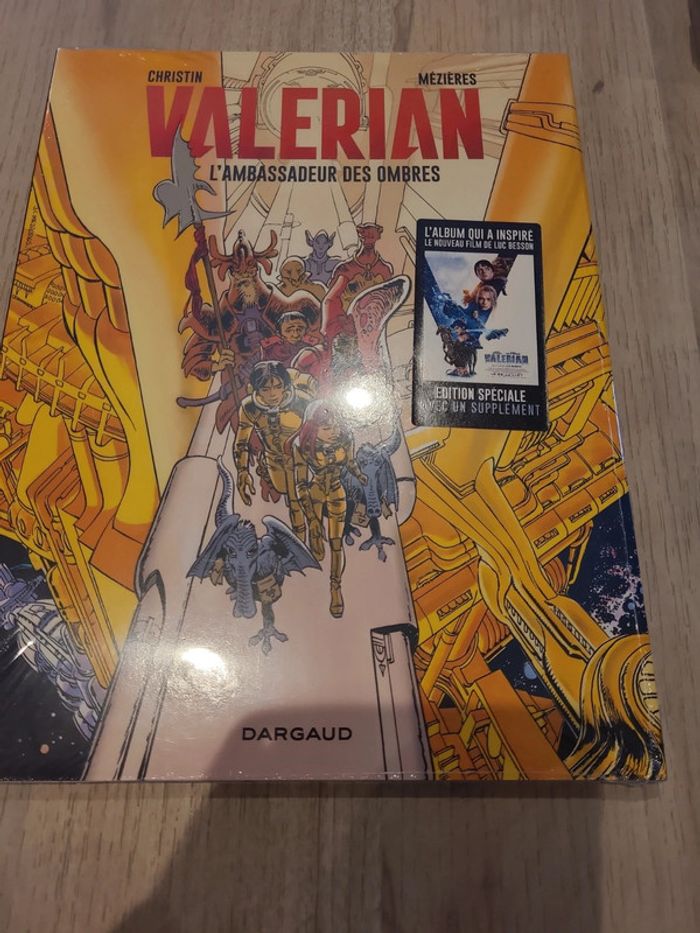 CHRISTIN
MÉZIÈRES
VALERIAN
L'AMBASSADEUR DES OMBRES
L'ALBUM QUI A INSPIRÉ
LE NOUVEAU FILM DE LUC BESSON
VALERIAN
EDITION SPÉCIALE
AVEC UN SUPPLÉMENT
DARGAUD